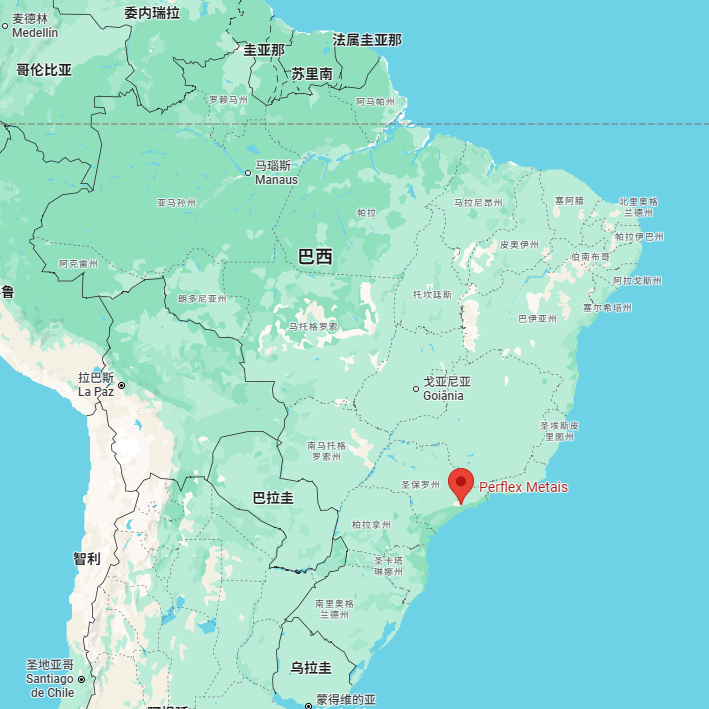 委内瑞拉
麦德林
Medellín
法属圭亚那
圭亚那
哥伦比亚
苏里南
罗赖马州
阿马帕州
马瑙斯
Manaus
亚马孙州
帕拉
马拉尼昂州
塞阿腊
北里奥格
兰德州
帕拉伊巴州
皮奥伊州
伯南布哥
巴西
阿克雷州
阿拉戈斯州
鲁
朗多尼亚州
托坎廷斯
塞尔希培州
巴伊亚州
马托格罗索
拉巴斯
La Paz
戈亚尼亚
Goiânia
圣埃斯皮
里图州
南马托格
罗索州
圣保罗州
Perflex Metais
巴拉圭
柏拉拿州
智利
圣卡塔
琳娜州
南里奥格
兰德州
圣地亚哥
Santiago
de Chile
乌拉圭
蒙得维的亚